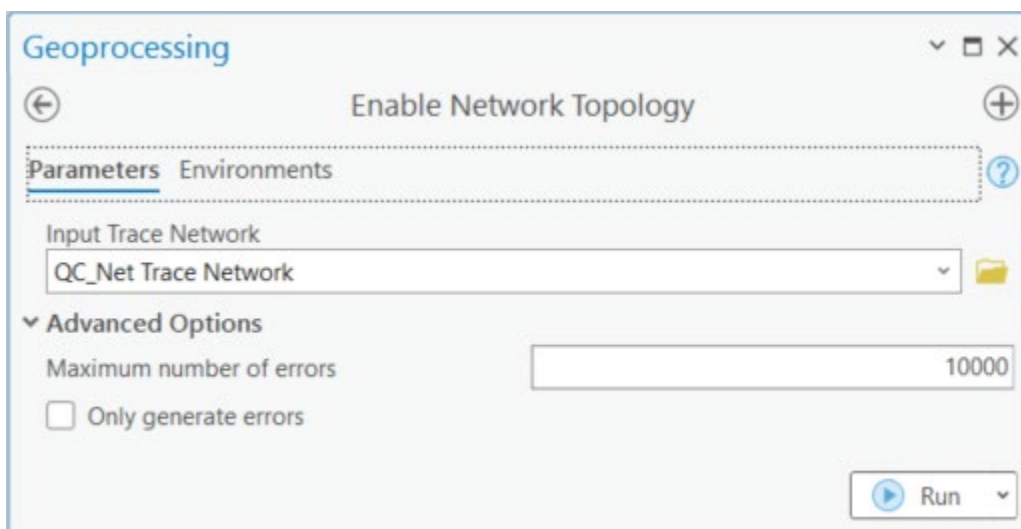 Geoprocessing
Enable Network Topology
Parameters Environments
Input Trace Network
QC_Net Trace Network
Advanced Options
Maximum number of errors 10000
Only generate errors
Run